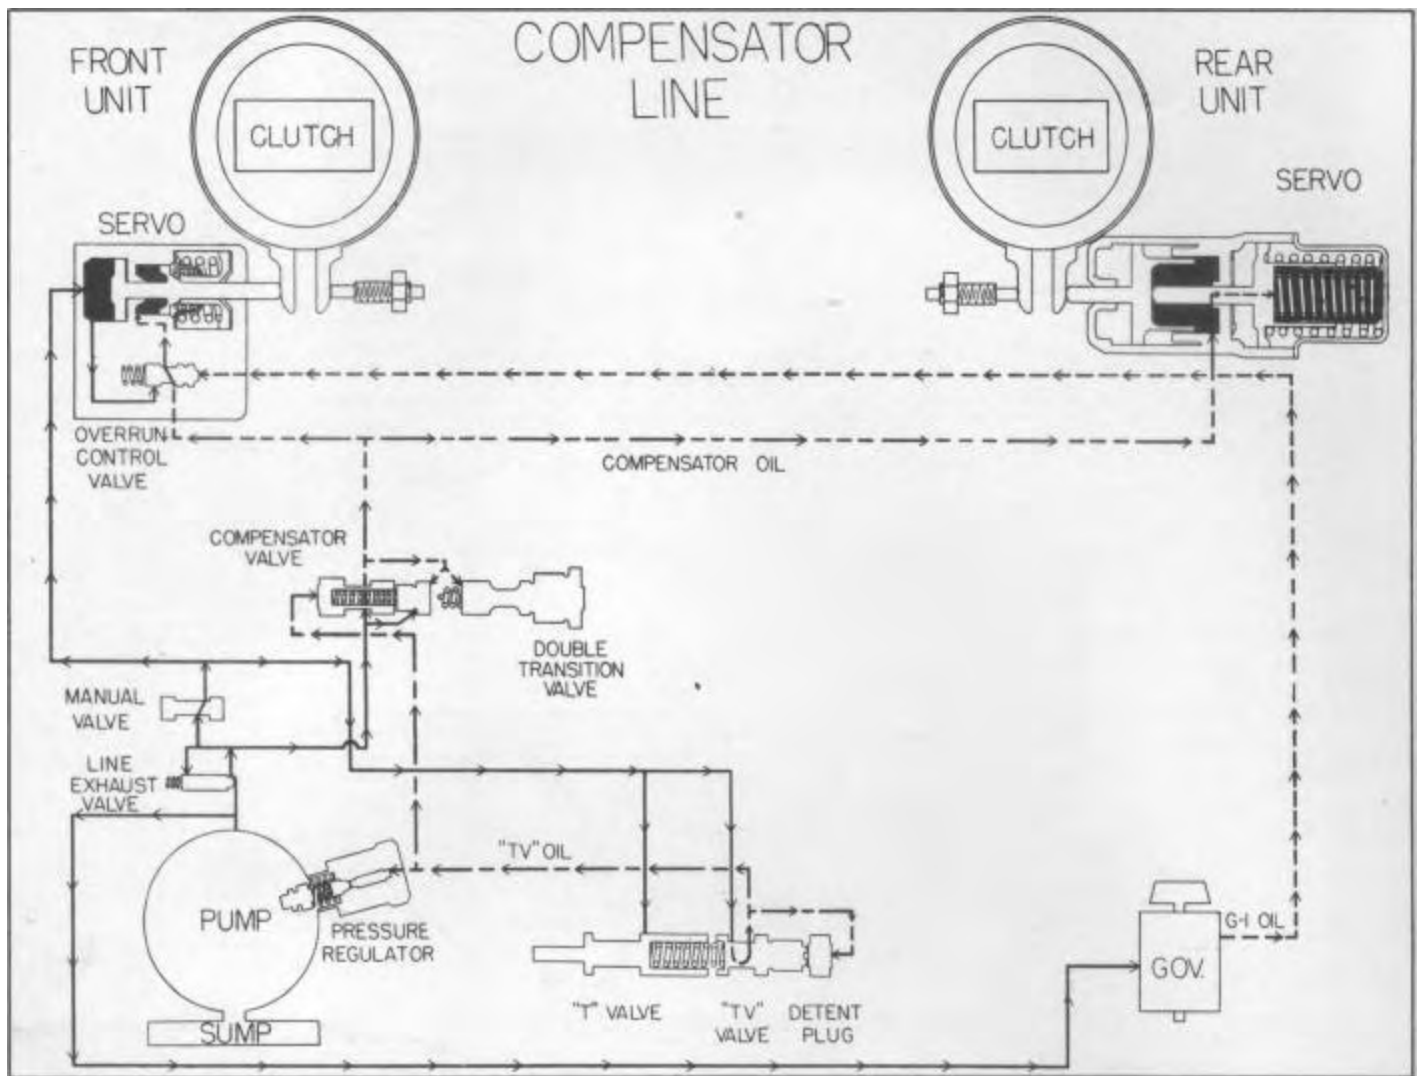 COMPENSATOR
LINE
FRONT
UNIT
CLUTCH
CLUTCH
REAR
UNIT
SERVO
SERVO
OVERRUN
CONTROL
VALVE
COMPENSATOR OIL
COMPENSATOR
VALVE
DOUBLE
TRANSITION
VALVE
MANUAL
VALVE
LINE
EXHAUST
VALVE
"TV" OIL
PUMP
PRESSURE
REGULATOR
G-1 OIL
GOV.
"T" VALVE
"TV"
VALVE
DETENT
PLUG
SUMP